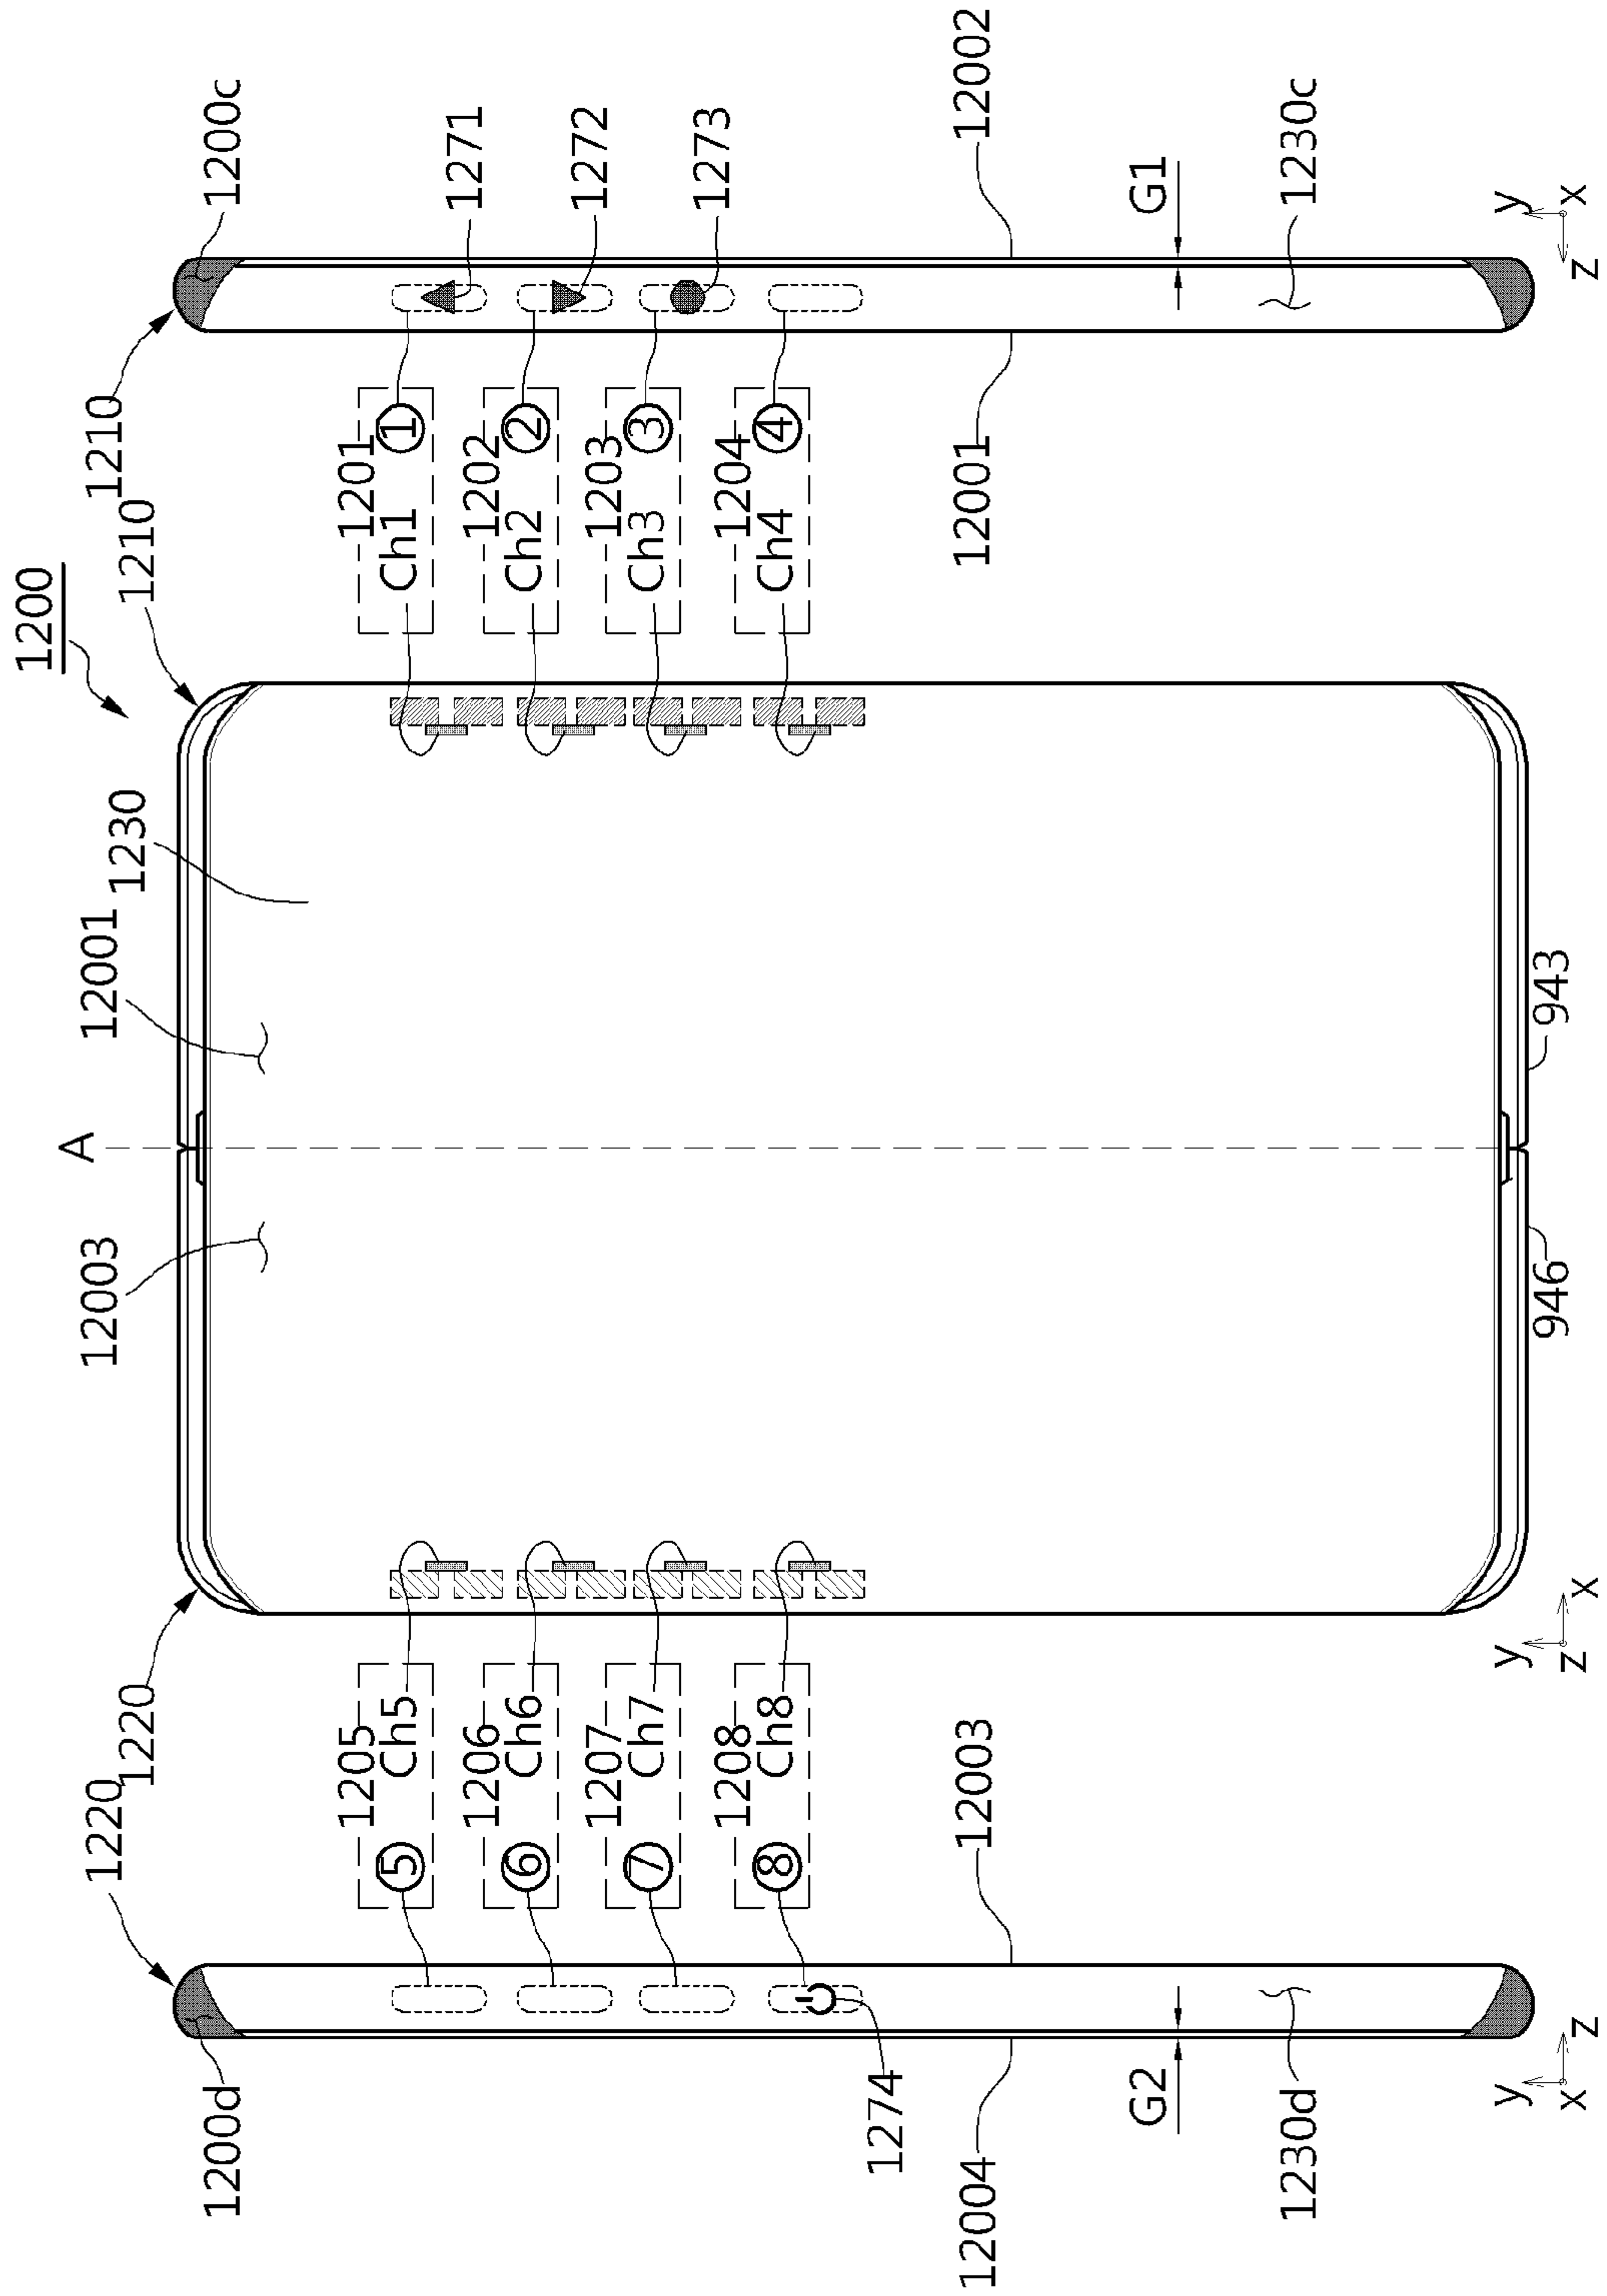 1200
1220
1220
1210
1210
12003
A
12001
1230
1200d
1200c
1205
⑤
Ch5
1201
Ch1
①
1271
1206
⑥
Ch6
1202
Ch2
②
1272
1207
⑦
Ch7
1203
Ch3
③
1273
1208
⑧
Ch8
1204
Ch4
④
1274
12004
12003
12001
12002
G2
G1
1230d
1230c
y
x
z
y
z
x
946
943
y
z
x